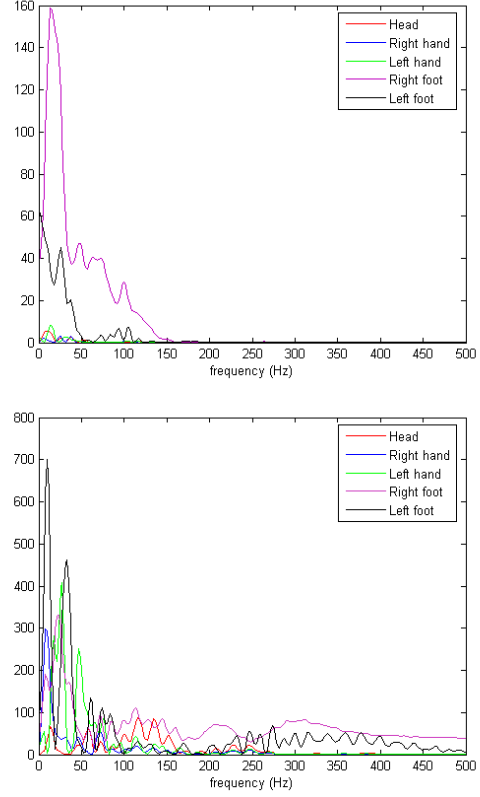 160
140
120
100
80
60
40
20
0
0 50 100 150 200 250 300 350 400 450 500
frequency (Hz)
Head
Right hand
Left hand
Right foot
Left foot
800
700
600
500
400
300
200
100
0
0 50 100 150 200 250 300 350 400 450 500
frequency (Hz)
Head
Right hand
Left hand
Right foot
Left foot